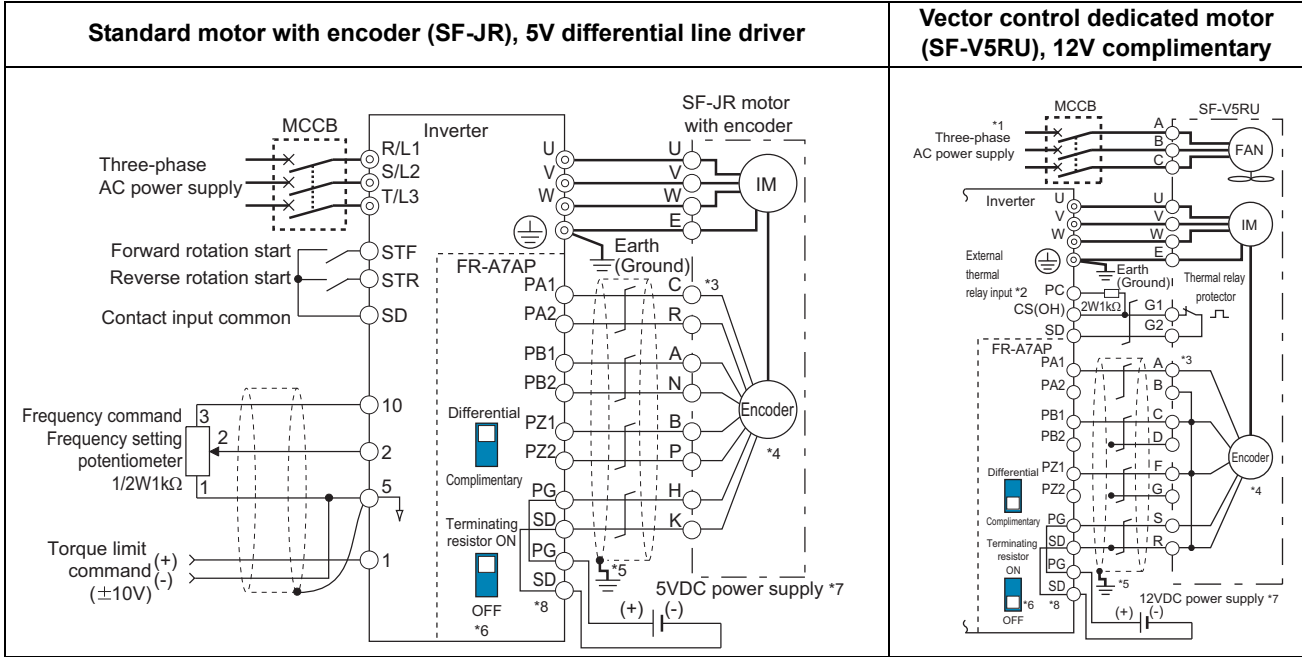 Standard motor with encoder (SF-JR), 5V differential line driver
Vector control dedicated motor
(SF-V5RU), 12V complimentary
MCCB
Three-phase
AC power supply
R/L1
S/L2
T/L3
Inverter
U
V
W
U
V
W
E
SF-JR motor
with encoder
IM
Earth
(Ground)
Forward rotation start
Reverse rotation start
Contact input common
STF
STR
SD
FR-A7AP
PA1
PA2
PB1
PB2
PZ1
PZ2
PG
SD
PG
SD
C
*3
R
A
N
B
P
H
K
Encoder
*4
Differential
Complimentary
Terminating
resistor ON
OFF
*6
*8
*5
5VDC power supply *7
(+)
(-)
Frequency command
Frequency setting
potentiometer
1/2W1kΩ
3
2
1
10
2
5
1
Torque limit
command
(±10V)
(+)
(-)
MCCB
*1
Three-phase
AC power supply
A
B
C
SF-V5RU
FAN
Inverter
U
V
W
U
V
W
E
IM
External
thermal
relay input *2
Earth
(Ground)
Thermal relay
protector
PC
CS(OH)
SD
2W1kΩ
G1
G2
FR-A7AP
PA1
PA2
PB1
PB2
PZ1
PZ2
PG
SD
PG
SD
A
*3
B
C
D
F
G
S
R
Encoder
*4
Differential
Complimentary
Terminating
resistor
ON
*6
OFF
*8
*5
12VDC power supply *7
(+)
(-)